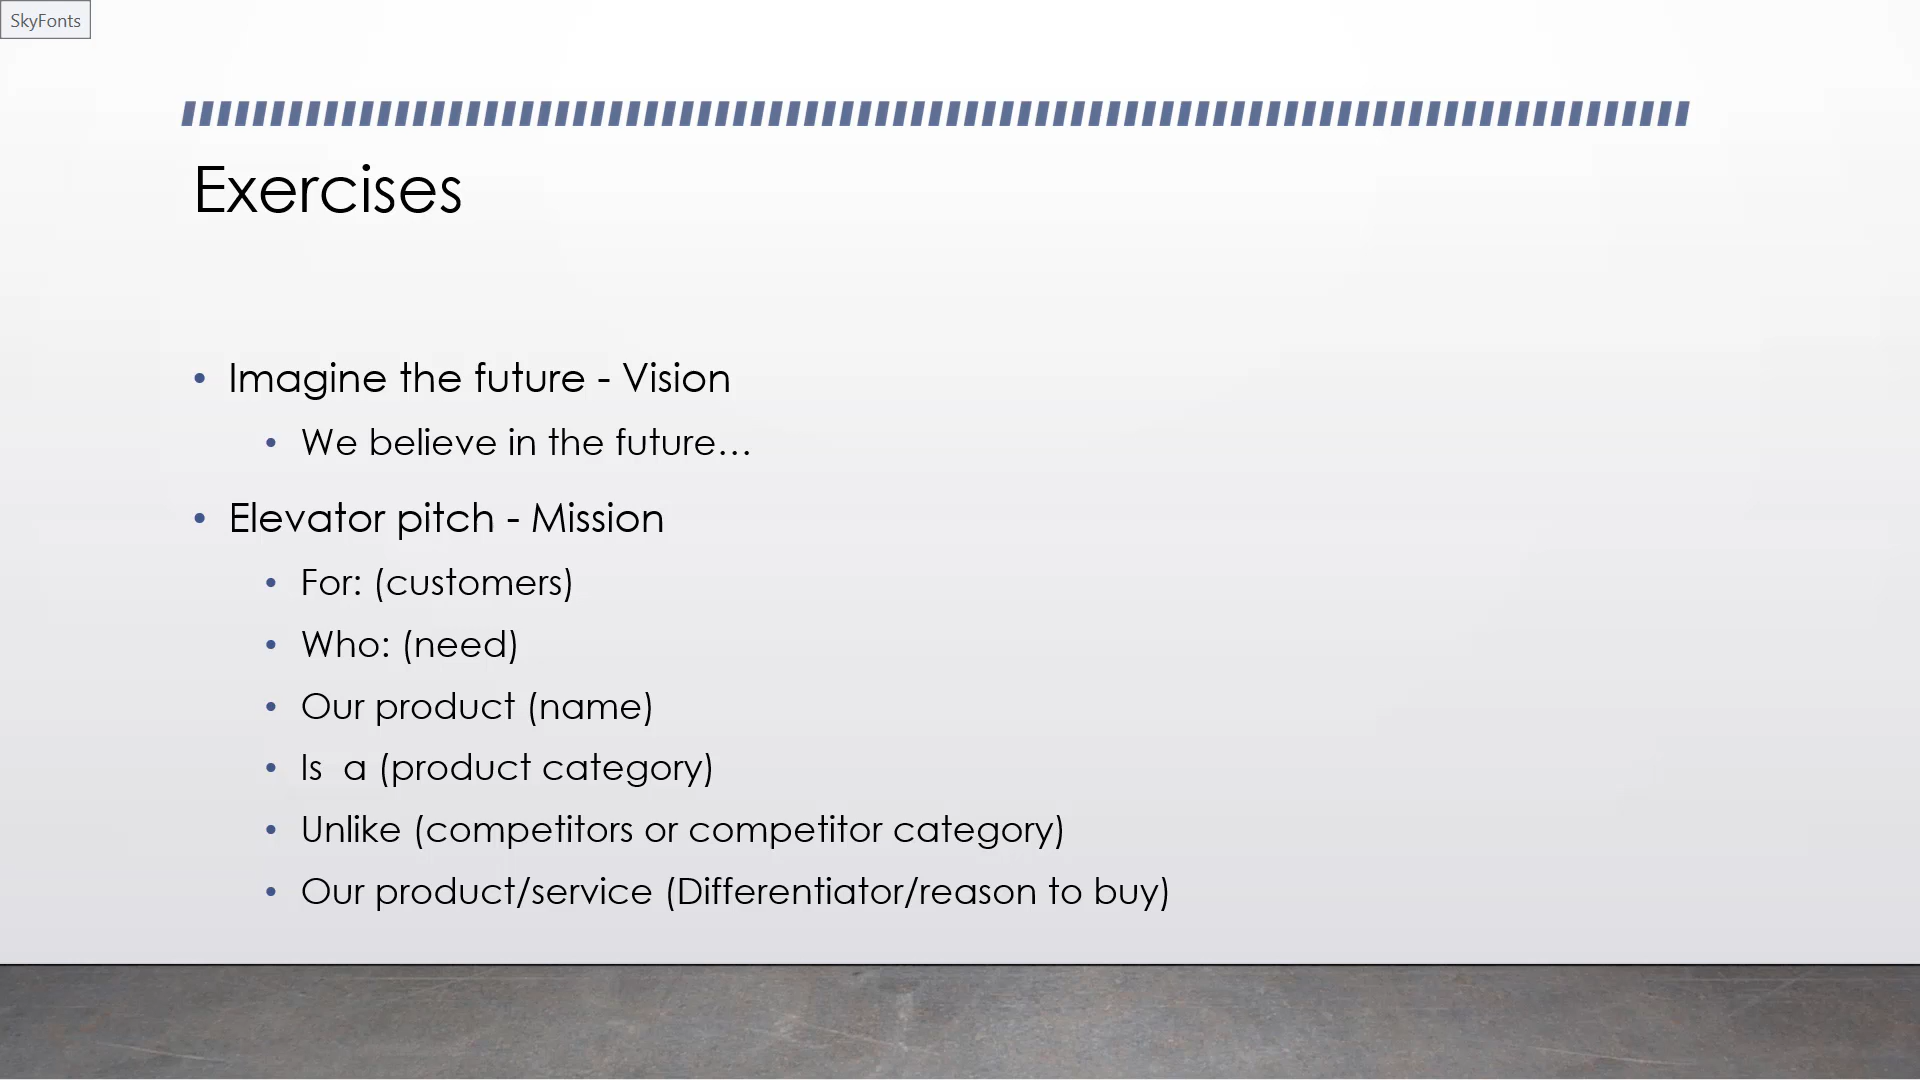 SkyFonts
Exercises
• Imagine the future - Vision
• We believe in the future…
• Elevator pitch - Mission
• For: (customers)
• Who: (need)
• Our product (name)
• Is  a (product category)
• Unlike (competitors or competitor category)
• Our product/service (Differentiator/reason to buy)